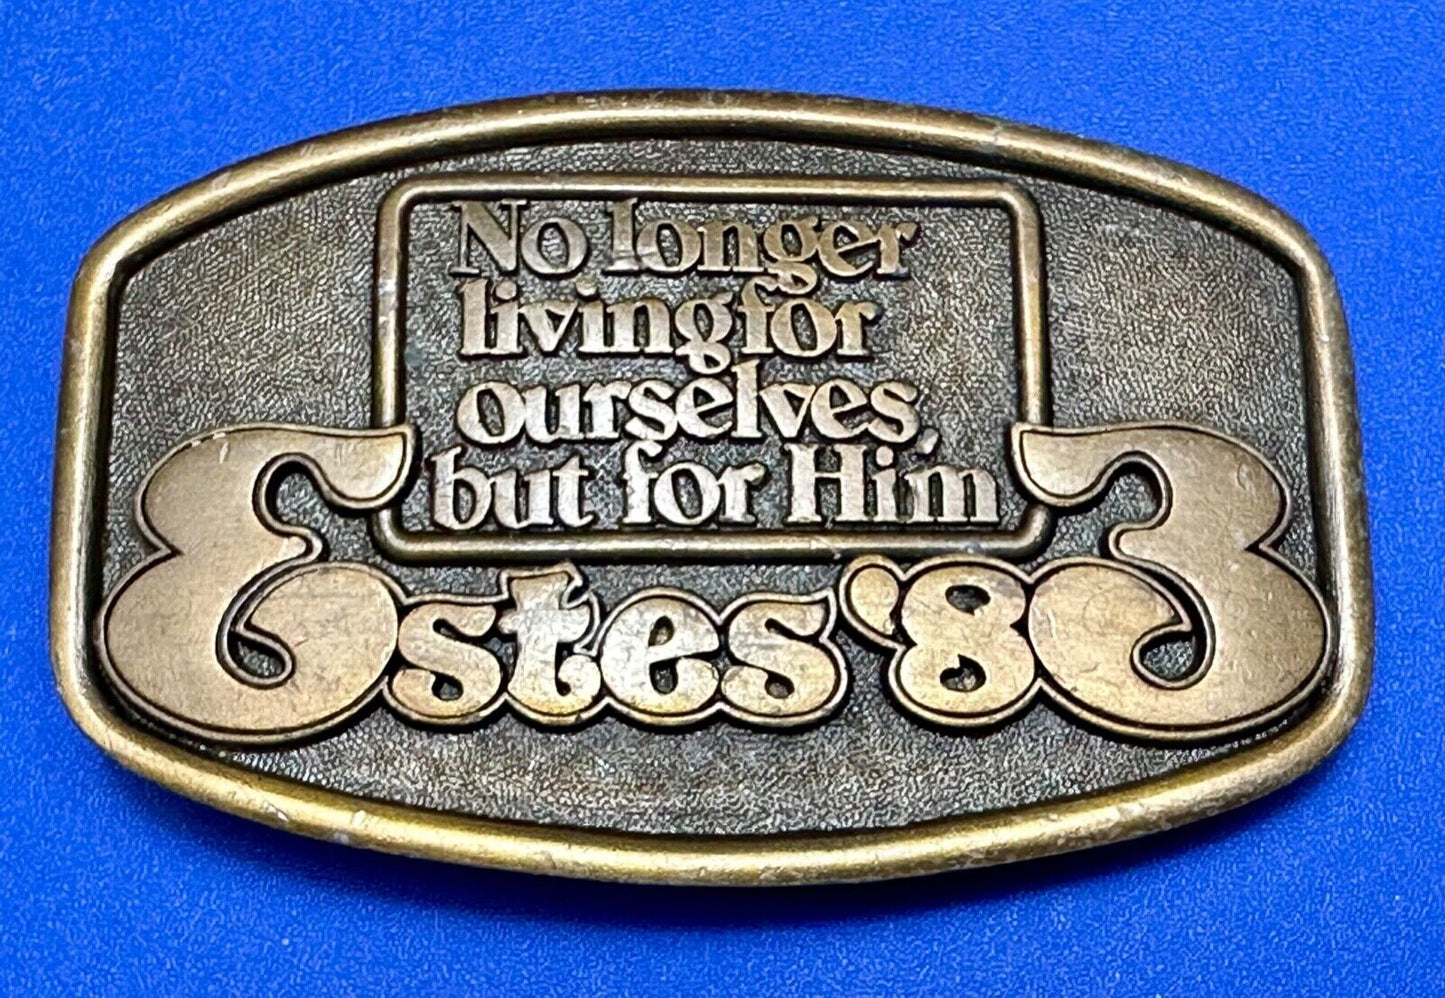 No longer
living for
ourselves,
but for Him
Estes '83